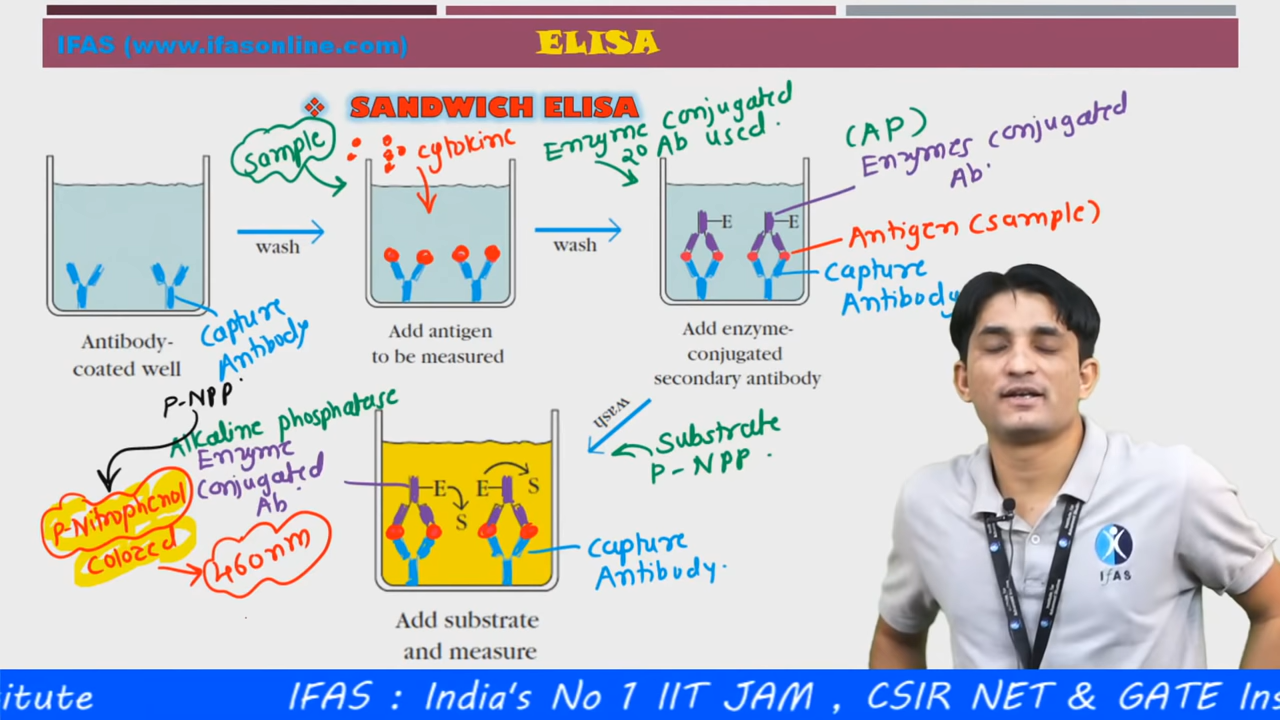 IFAS (www.ifasonline.com)
ELISA
❖ SANDWICH ELISA
sample
cytokine
Enzyme conjugated
2° Ab used.
(AP)
Enzymes conjugated
Ab.
Antigen (sample)
Capture
Antibody
wash
wash
E
E
Antibody-
coated well
Capture
Antibody
Add antigen
to be measured
Add enzyme-
conjugated
secondary antibody
P-NPP.
Alkaline phosphatase
Enzyme
conjugated
Ab.
P-Nitrophenol
colored
460nm
wash
Substrate
P-NPP.
E
S
E
S
Capture
Antibody.
Add substrate
and measure
IfAS
titute IFAS : India's No 1 IIT JAM , CSIR NET & GATE Ins